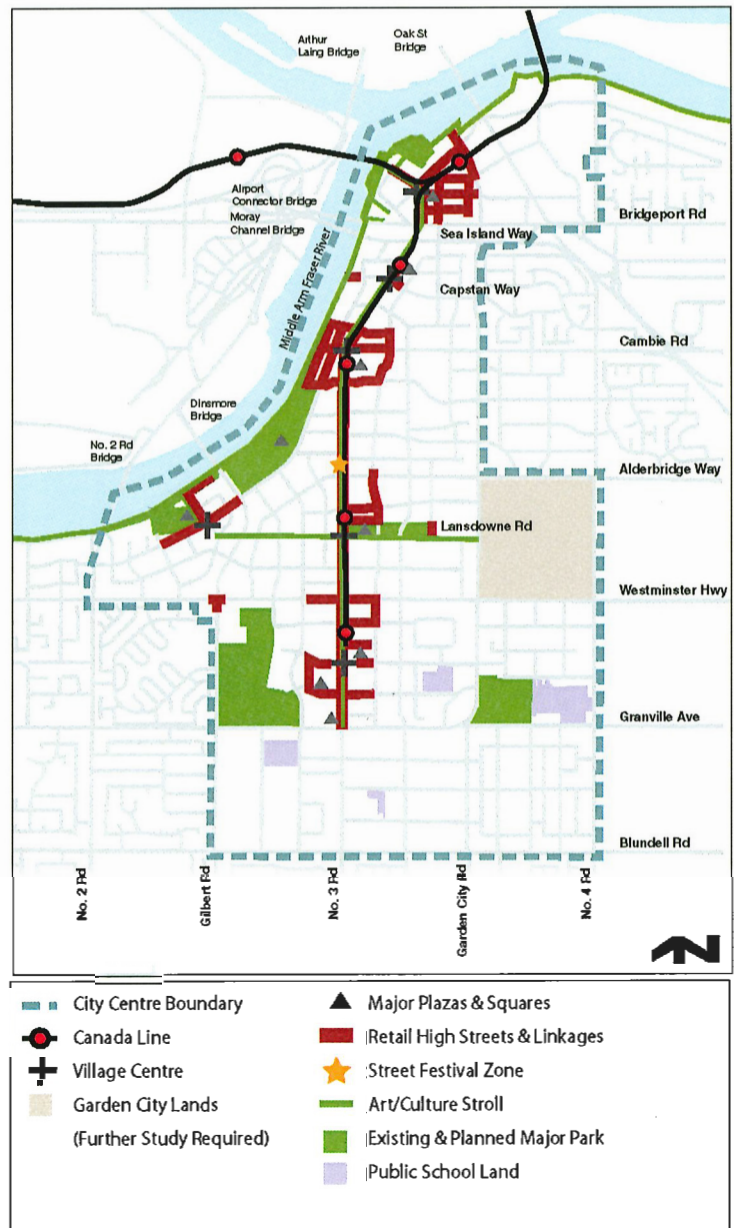 Arthur
Laing Bridge
Oak St
Bridge
Airport
Connector Bridge
Moray
Channel Bridge
Bridgeport Rd
Sea Island Way
Middle Arm Fraser River
Capstan Way
Cambie Rd
Dinsmore
Bridge
No. 2 Rd
Bridge
Alderbridge Way
Lansdowne Rd
Westminster Hwy
Granville Ave
Blundell Rd
No. 2 Rd
Gilbert Rd
No. 3 Rd
Garden City Rd
No. 4 Rd
N
City Centre Boundary
Canada Line
Village Centre
Garden City Lands
(Further Study Required)
Major Plazas & Squares
Retail High Streets & Linkages
Street Festival Zone
Art/Culture Stroll
Existing & Planned Major Park
Public School Land